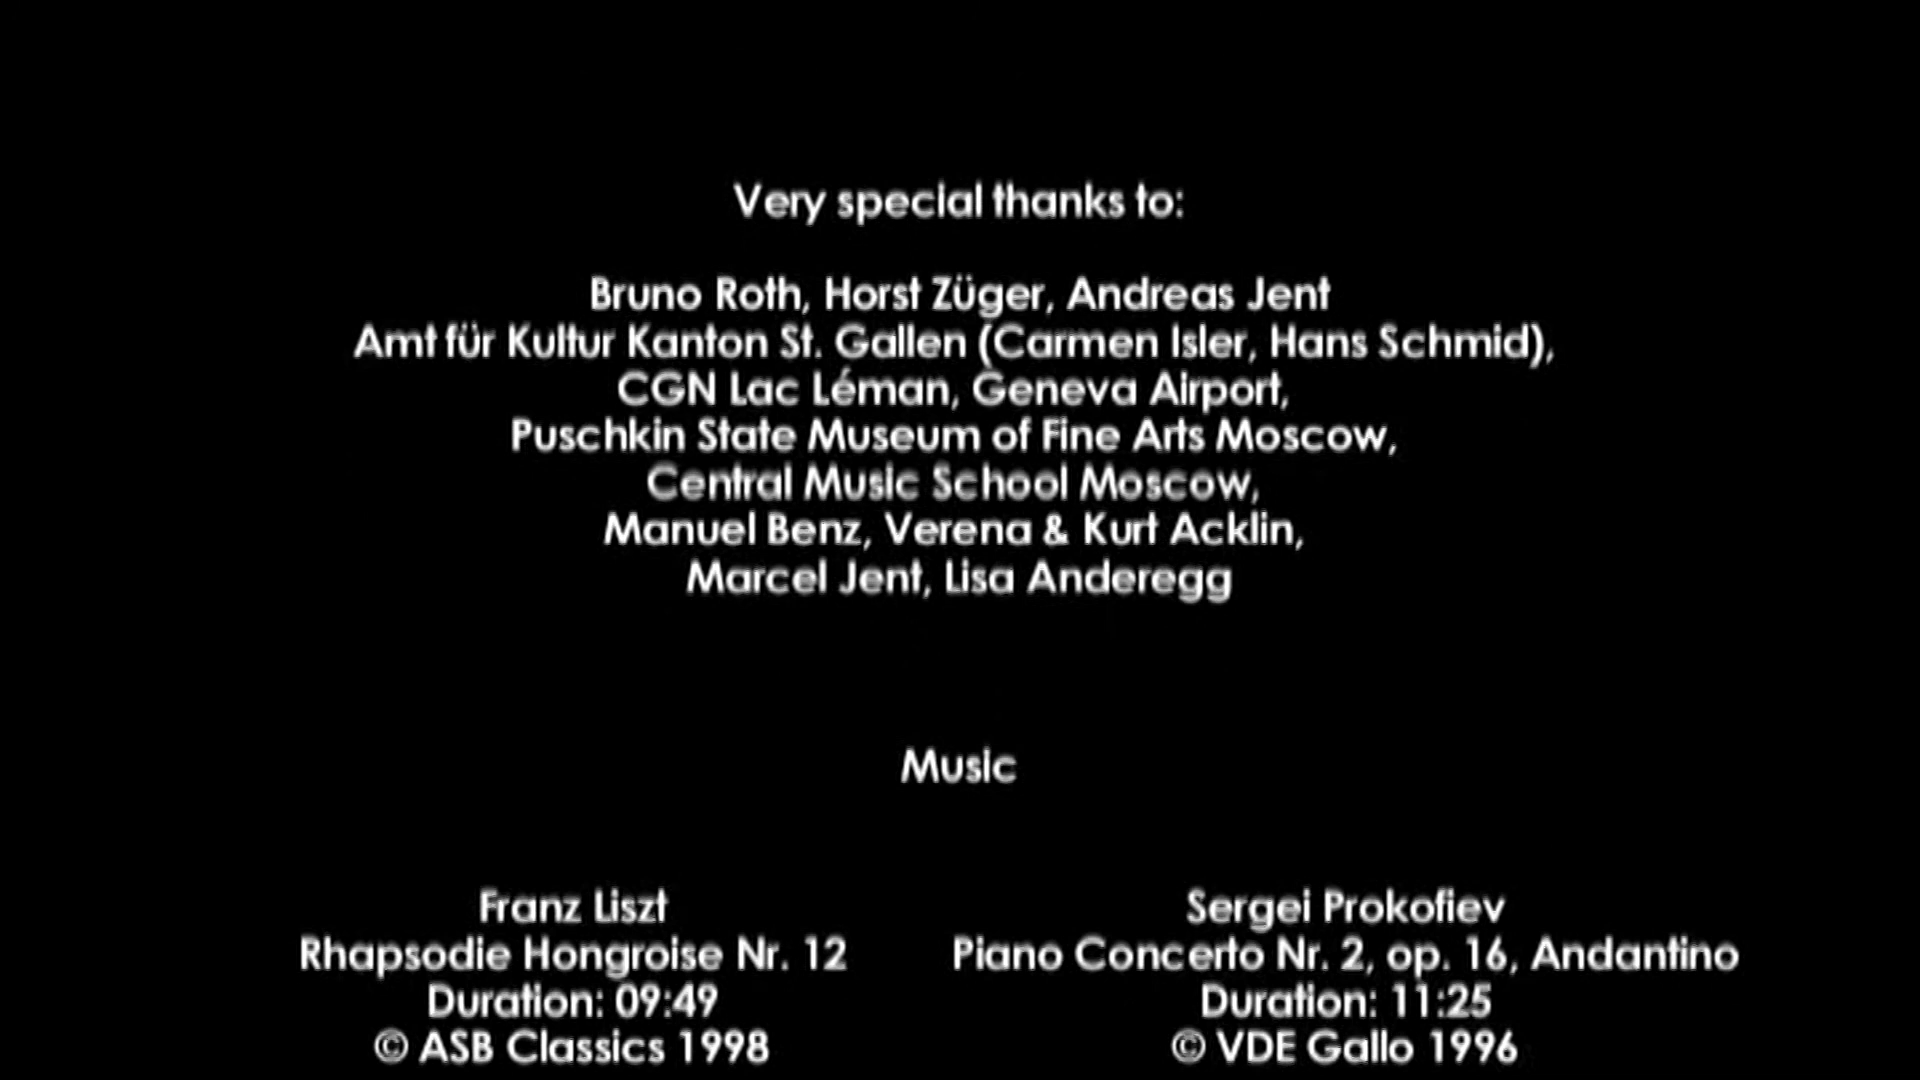 Very special thanks to:
Bruno Roth, Horst Züger, Andreas Jent
Amt für Kultur Kanton St. Gallen (Carmen Isler, Hans Schmid),
CGN Lac Léman, Geneva Airport,
Puschkin State Museum of Fine Arts Moscow,
Central Music School Moscow,
Manuel Benz, Verena & Kurt Acklin,
Marcel Jent, Lisa Anderegg
Music
Franz Liszt
Rhapsodie Hongroise Nr. 12
Duration: 09:49
© ASB Classics 1998
Sergei Prokofiev
Piano Concerto Nr. 2, op. 16, Andantino
Duration: 11:25
© VDE Gallo 1996